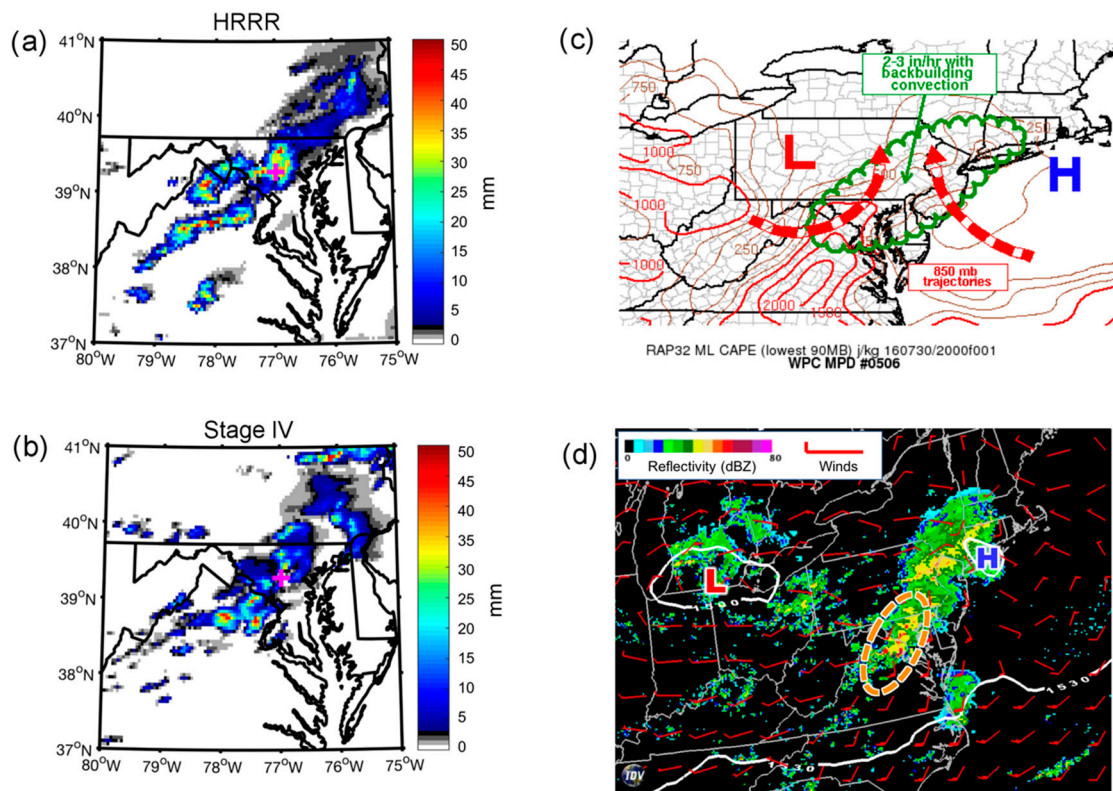 HRRR
(a)
41°N
40°N
39°N
38°N
37°N
80°W 79°W 78°W 77°W 76°W 75°W
50
45
40
35
30
25
20
15
10
5
0
mm
(c)
2-3 in/hr with
backbuilding
convection
750
1000
750
1000
250
1000
2000
1500
500
250
L
H
850 mb
trajectories
RAP32 ML CAPE (lowest 90MB) j/kg 160730/2000f001
WPC MPD #0506
Stage IV
(b)
41°N
40°N
39°N
38°N
37°N
80°W 79°W 78°W 77°W 76°W 75°W
50
45
40
35
30
25
20
15
10
5
0
mm
(d)
0 80
Reflectivity (dBZ) Winds
L
H
1530
IDV